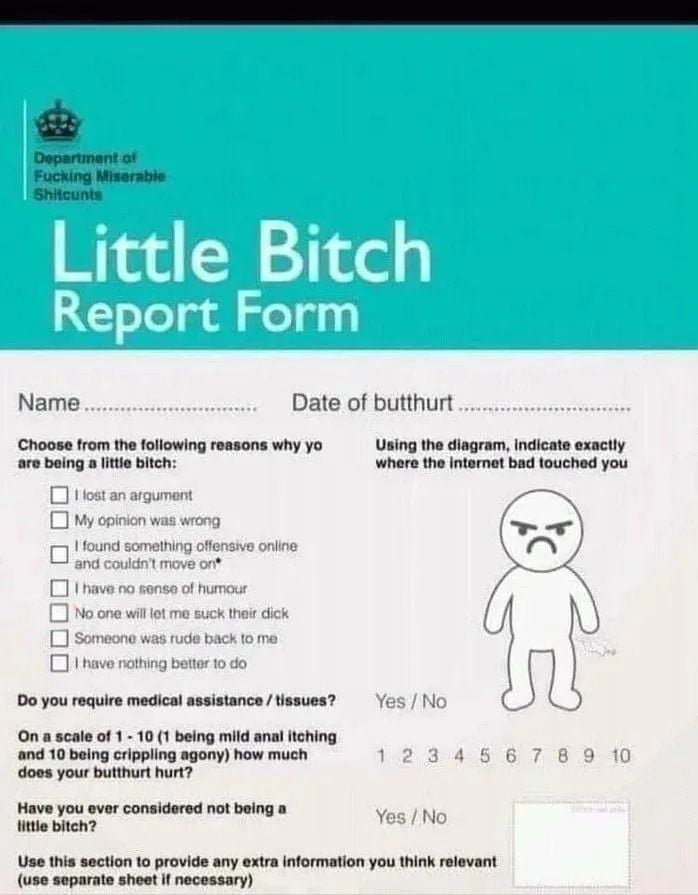 Department of
Fucking Miserable
Shitcunts
Little Bitch
Report Form
Name............................ Date of butthurt............................
Choose from the following reasons why yo
are being a little bitch:
I lost an argument
My opinion was wrong
I found something offensive online
and couldn't move on*
I have no sense of humour
No one will let me suck their dick
Someone was rude back to me
I have nothing better to do
Using the diagram, indicate exactly
where the internet bad touched you
Do you require medical assistance / tissues? Yes / No
On a scale of 1 - 10 (1 being mild anal itching
and 10 being crippling agony) how much
does your butthurt hurt?
1 2 3 4 5 6 7 8 9 10
Have you ever considered not being a
little bitch?
Yes / No
Use this section to provide any extra information you think relevant
(use separate sheet if necessary)